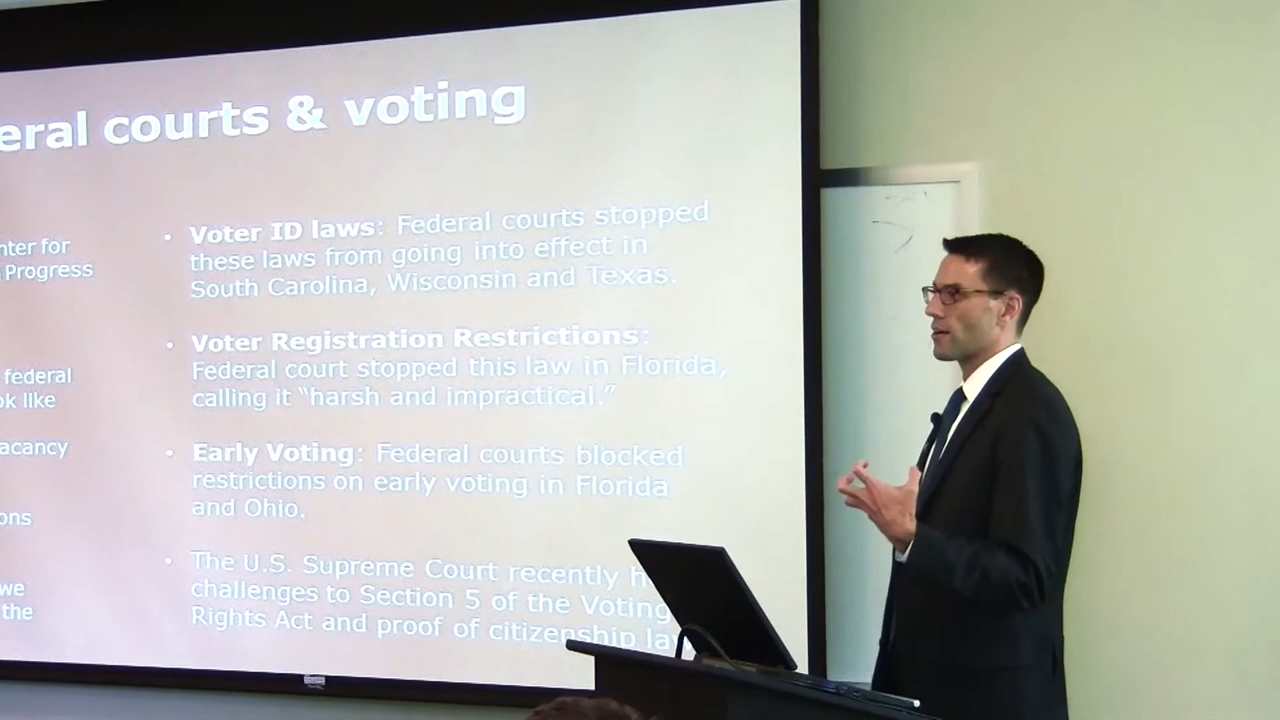 eral courts & voting
nter for
Progress
federal
ok like
acancy
ons
we
the
• Voter ID laws: Federal courts stopped
these laws from going into effect in
South Carolina, Wisconsin and Texas.
• Voter Registration Restrictions:
Federal court stopped this law in Florida,
calling it “harsh and impractical.”
• Early Voting: Federal courts blocked
restrictions on early voting in Florida
and Ohio.
• The U.S. Supreme Court recently h
challenges to Section 5 of the Voting
Rights Act and proof of citizenship la